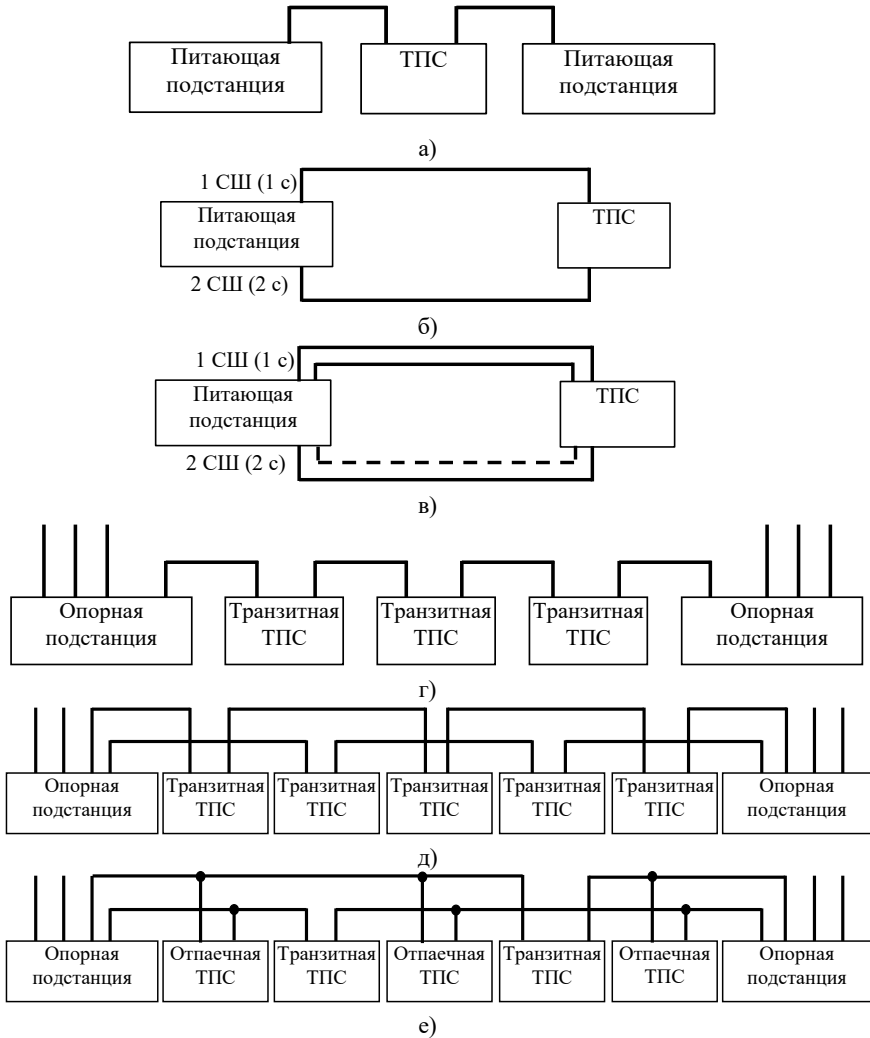 Питающая
подстанция
ТПС
Питающая
подстанция
а)
1 СШ (1 с)
Питающая
подстанция
ТПС
2 СШ (2 с)
б)
1 СШ (1 с)
Питающая
подстанция
ТПС
2 СШ (2 с)
в)
Опорная
подстанция
Транзитная
ТПС
Транзитная
ТПС
Транзитная
ТПС
Опорная
подстанция
г)
Опорная
подстанция
Транзитная
ТПС
Транзитная
ТПС
Транзитная
ТПС
Транзитная
ТПС
Транзитная
ТПС
Опорная
подстанция
д)
Опорная
подстанция
Отпаечная
ТПС
Транзитная
ТПС
Отпаечная
ТПС
Транзитная
ТПС
Отпаечная
ТПС
Опорная
подстанция
е)